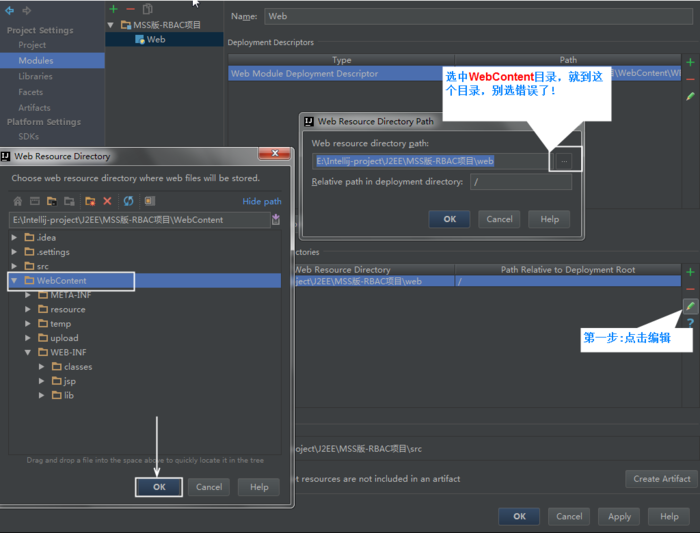 Project Settings
Project
Modules
Libraries
Facets
Artifacts
Platform Settings
SDKs
MSS版-RBAC项目
Web
Name:
Web
Deployment Descriptors
Type
Path
Web Module Deployment Descriptor
\WebContent\WE
选中WebContent目录，就到这
个目录，别选错误了！
Web Resource Directory Path
Web resource directory path:
E:\Intellij-project\J2EE\MSS版-RBAC项目\web
...
Relative path in deployment directory:
/
OK
Cancel
Help
Web Resource Directory
Choose web resource directory where web files will be stored.
Hide path
E:\Intellij-project\J2EE\MSS版-RBAC项目\WebContent
.idea
.settings
src
WebContent
META-INF
resource
temp
upload
WEB-INF
classes
jsp
lib
Drag and drop a file into the space above to quickly locate it in the tree
OK
Cancel
Help
ctories
Web Resource Directory
Path Relative to Deployment Root
ject\J2EE\MSS版-RBAC项目\web
/
第一步:点击编辑
oject\J2EE\MSS版-RBAC项目\src
t resources are not included in an artifact
Create Artifact
OK
Cancel
Apply
Help